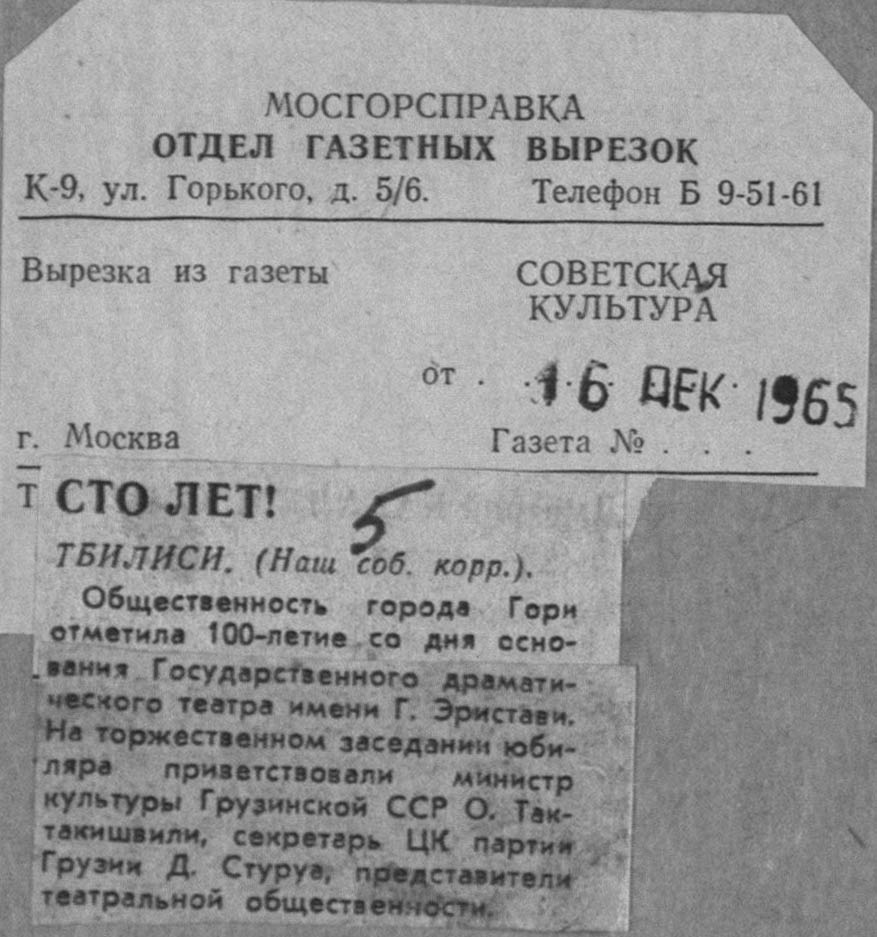 МОСГОРСПРАВКА
ОТДЕЛ ГАЗЕТНЫХ ВЫРЕЗОК
К-9, ул. Горького, д. 5/6. Телефон Б 9-51-61
Вырезка из газеты
СОВЕТСКАЯ
КУЛЬТУРА
от . . 16 ДЕК 1965
г. Москва Газета № . . .
Т
СТО ЛЕТ!
5
ТБИЛИСИ. (Наш соб. корр.).
Общественность города Гори
отметила 100-летие со дня осно-
вания Государственного драмати-
ческого театра имени Г. Эристави.
На торжественном заседании юби-
ляра приветствовали министр
культуры Грузинской ССР О. Так-
такишвили, секретарь ЦК партии
Грузии Д. Стуруа, представители
театральной общественности.